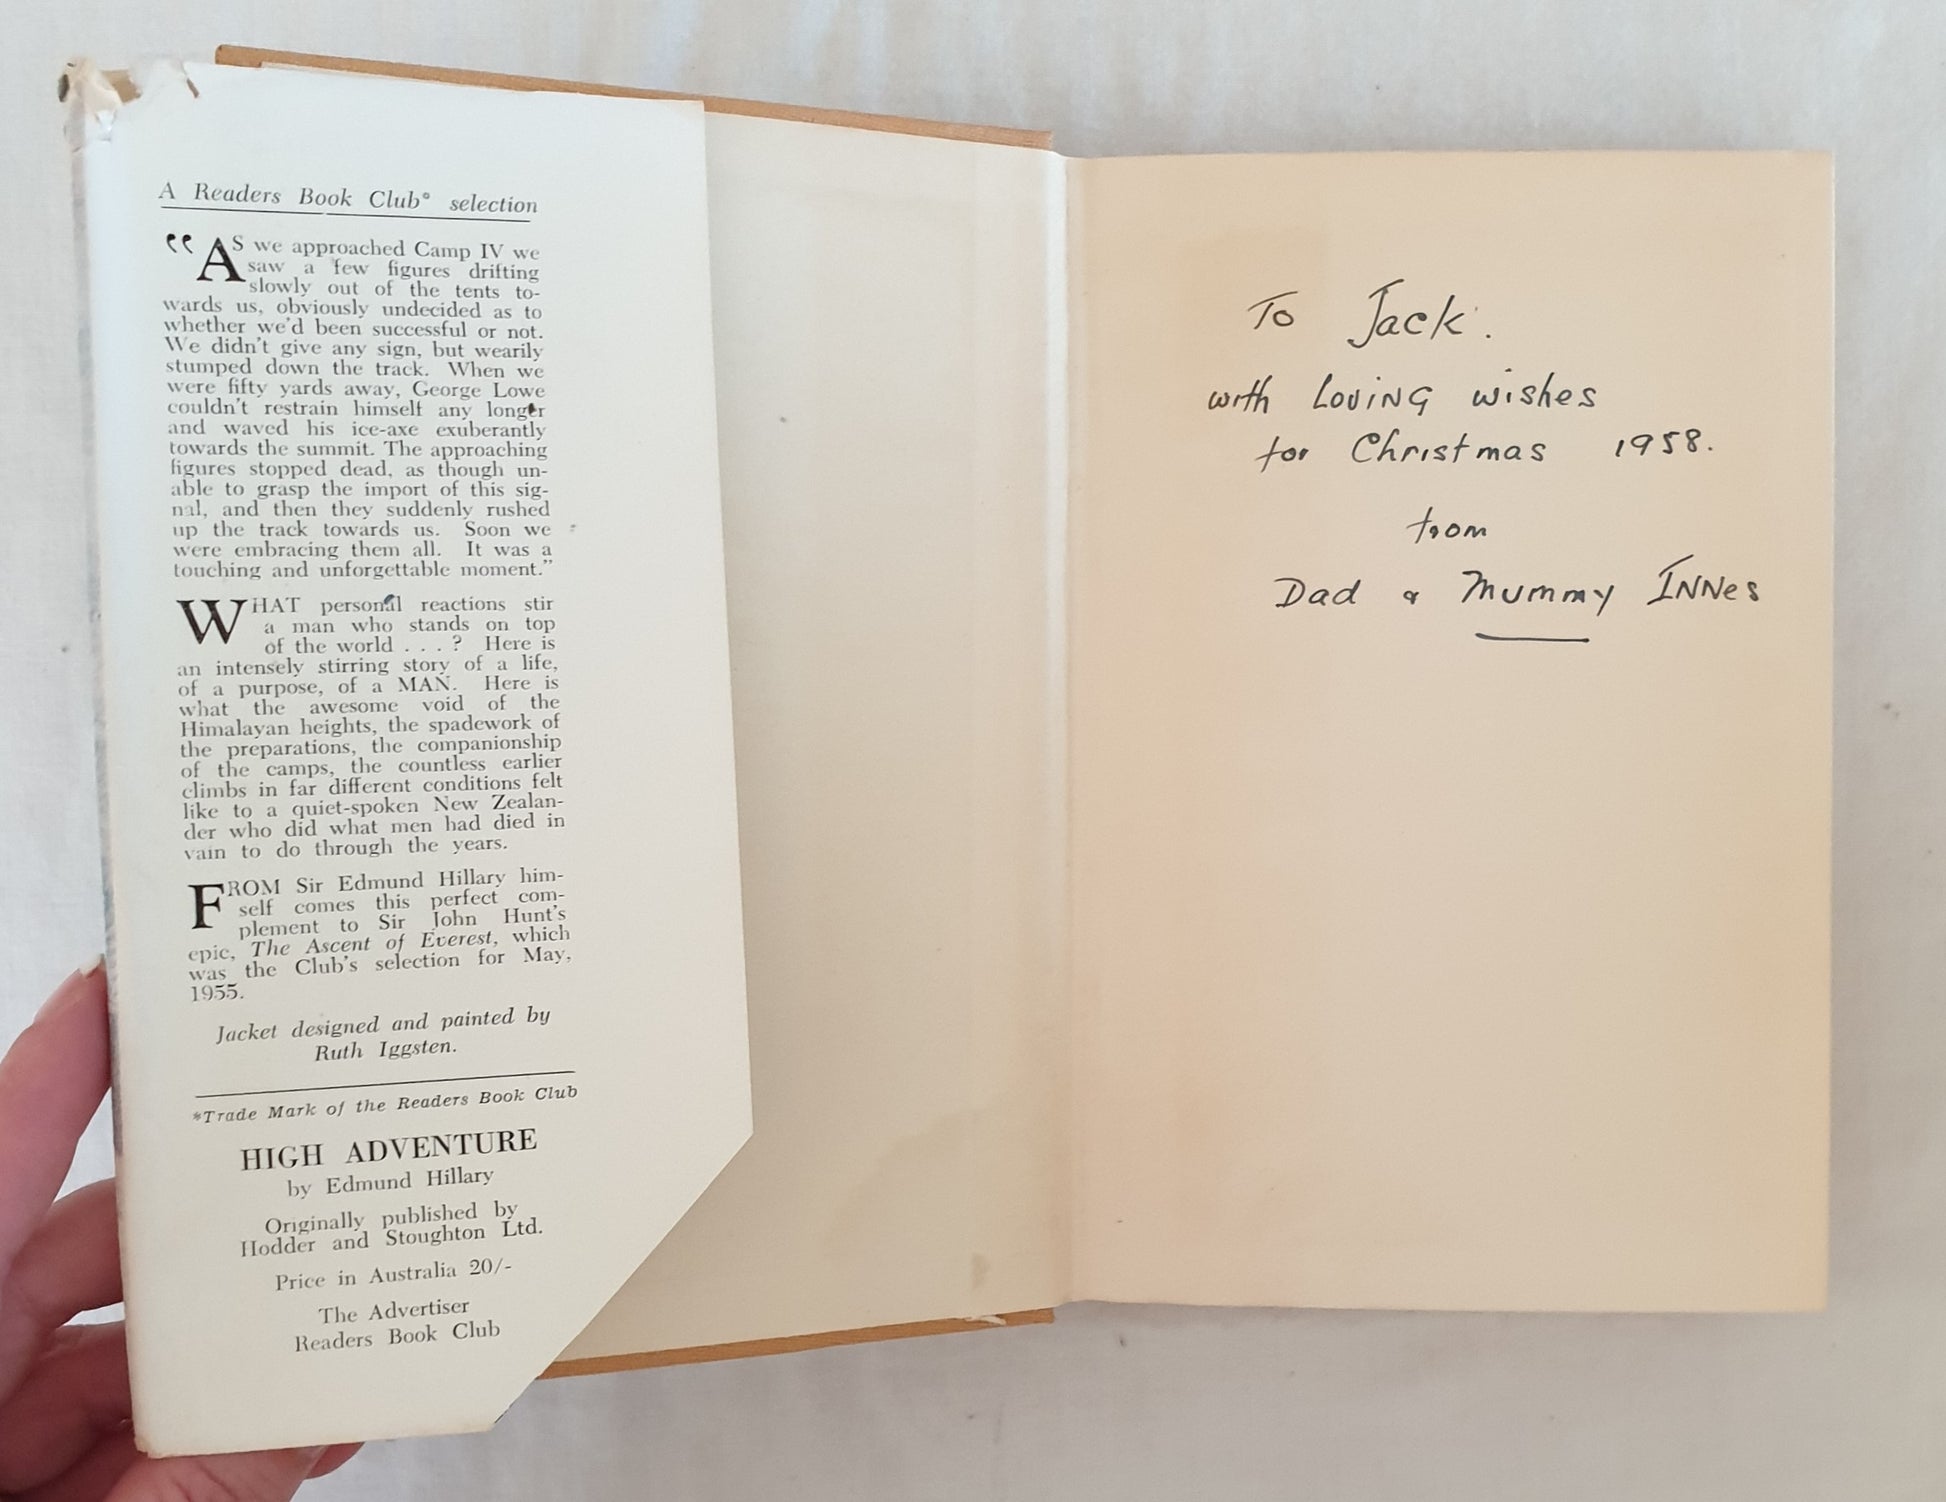 A Readers Book Club* selection
“AS we approached Camp IV we
saw a few figures drifting
slowly out of the tents to-
wards us, obviously undecided as to
whether we'd been successful or not.
We didn't give any sign, but wearily
stumped down the track. When we
were fifty yards away, George Lowe
couldn't restrain himself any longer
and waved his ice-axe exuberantly
towards the summit. The approaching
figures stopped dead, as though un-
able to grasp the import of this sig-
nal, and then they suddenly rushed
up the track towards us. Soon we
were embracing them all. It was a
touching and unforgettable moment.”
WHAT personal reactions stir
a man who stands on top
of the world . . . ? Here is
an intensely stirring story of a life,
of a purpose, of a MAN. Here is
what the awesome void of the
Himalayan heights, the spadework of
the preparations, the companionship
of the camps, the countless earlier
climbs in far different conditions felt
like to a quiet-spoken New Zealan-
der who did what men had died in
vain to do through the years.
FROM Sir Edmund Hillary him-
self comes this perfect com-
plement to Sir John Hunt's
epic, The Ascent of Everest, which
was the Club's selection for May,
1955.
Jacket designed and painted by
Ruth Iggsten.
*Trade Mark of the Readers Book Club
HIGH ADVENTURE
by Edmund Hillary
Originally published by
Hodder and Stoughton Ltd.
Price in Australia 20/-
The Advertiser
Readers Book Club
To Jack.
with Loving wishes
for Christmas 1958.
from
Dad & Mummy INNes